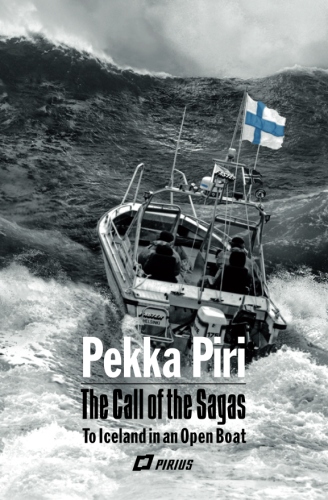 Pekka Piri
The Call of the Sagas
To Iceland in an Open Boat
PIRIUS